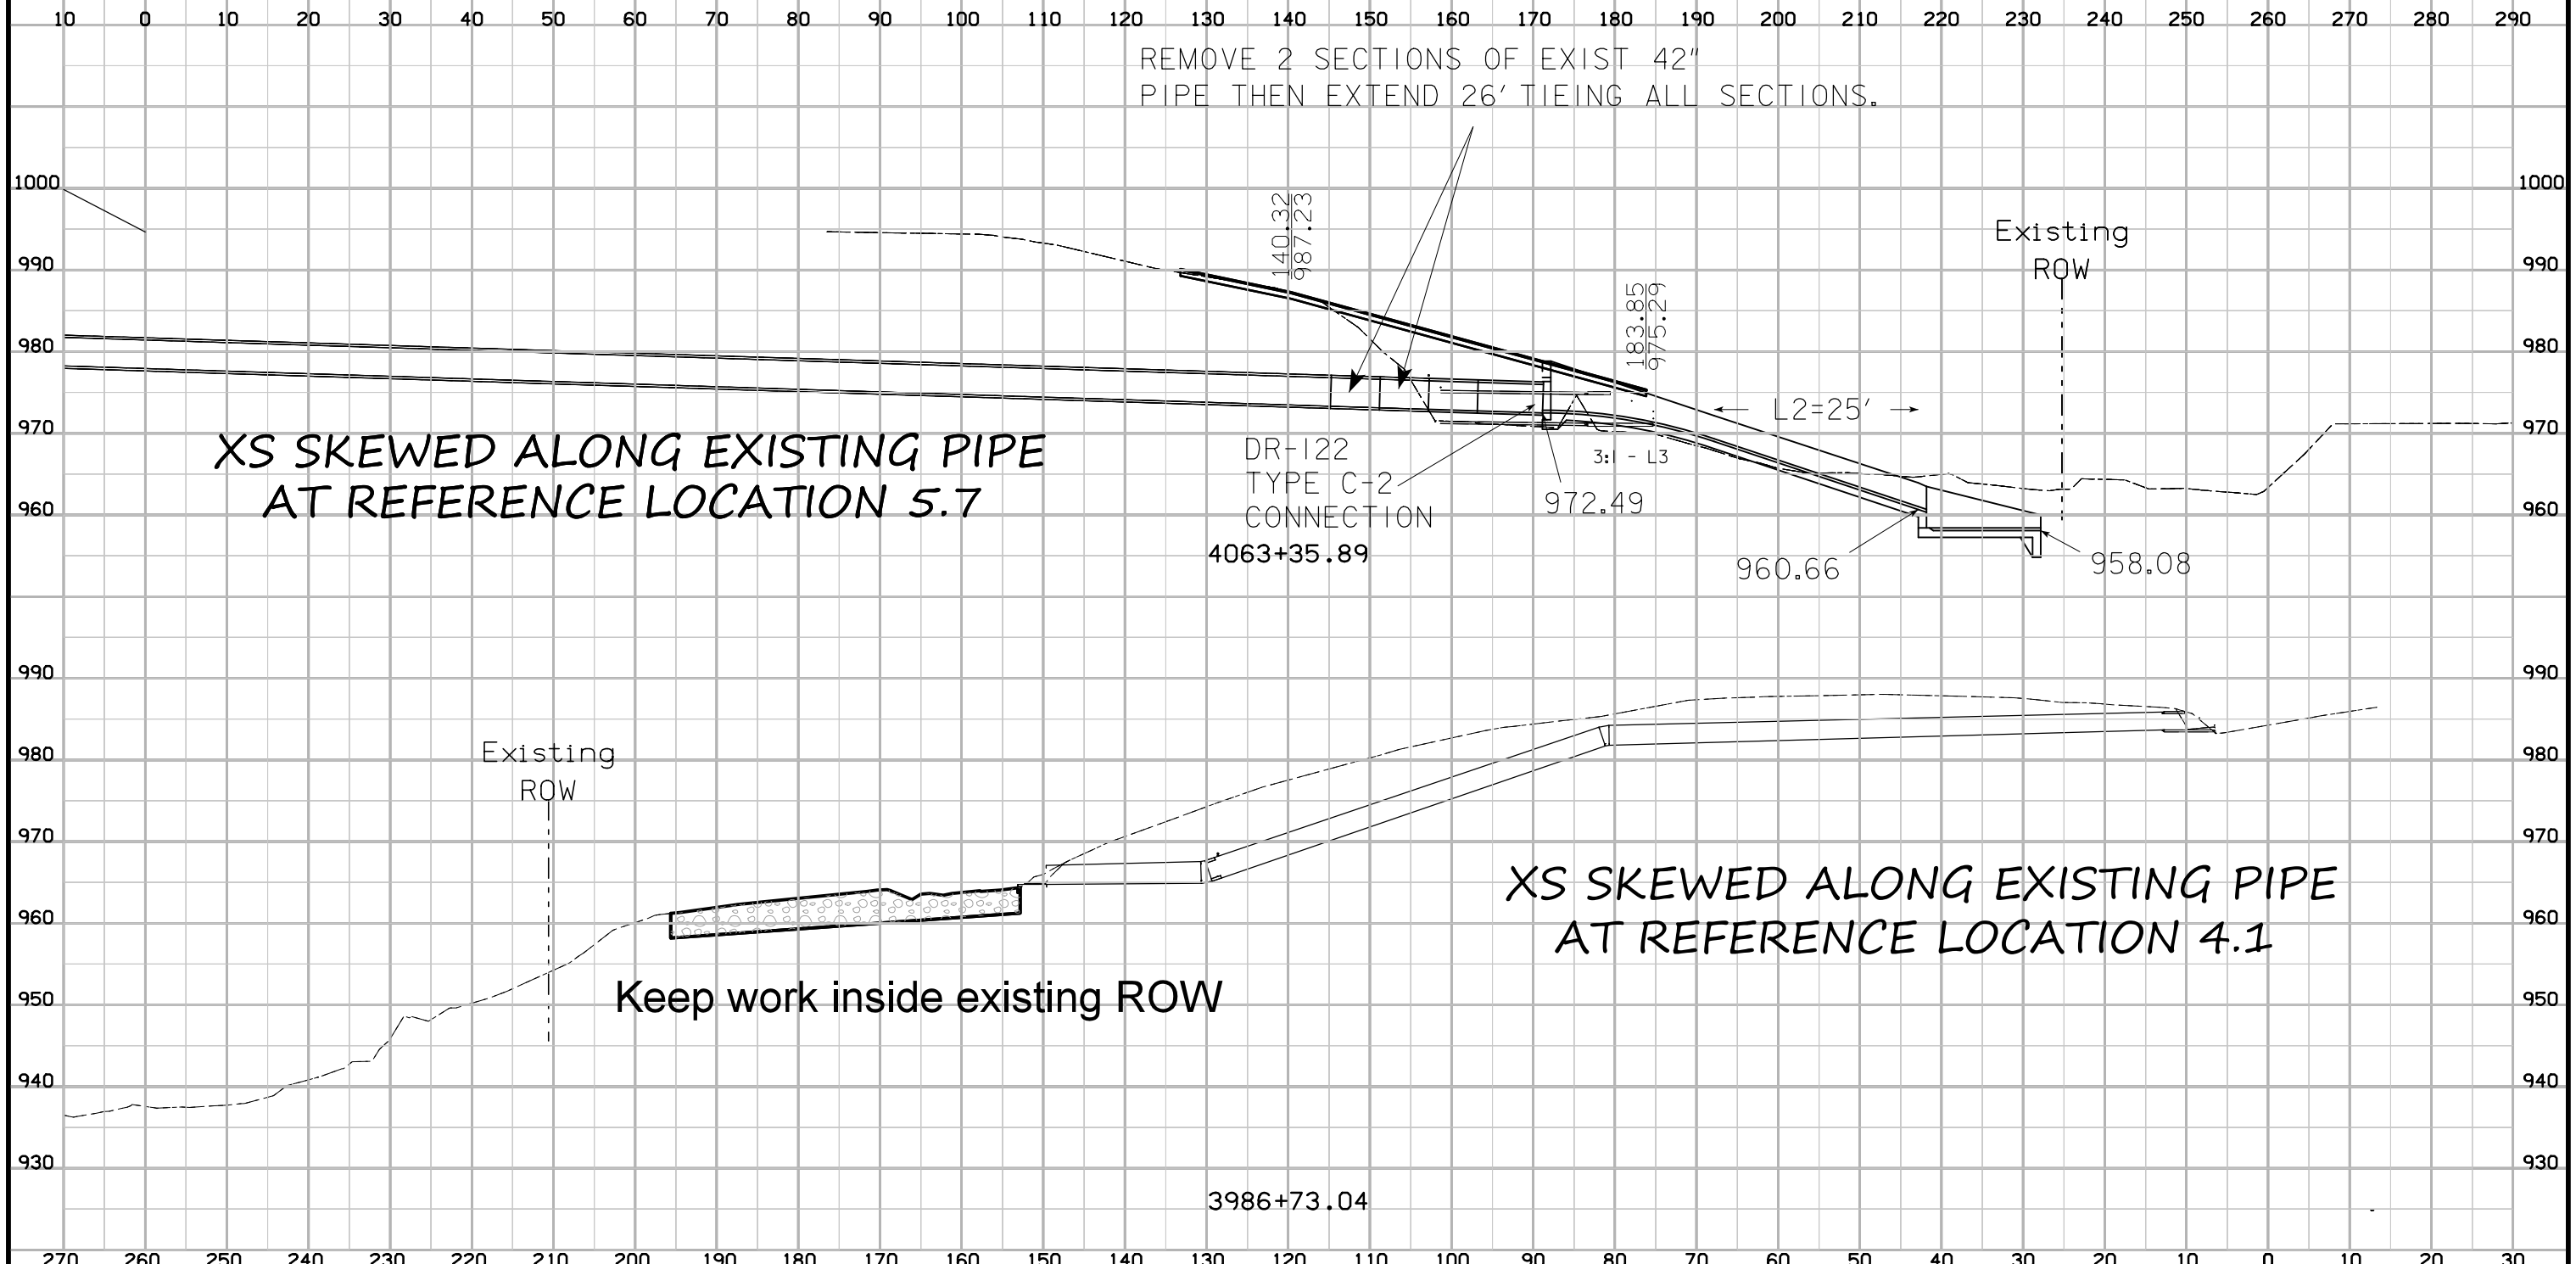 10 0 10 20 30 40 50 60 70 80 90 100 110 120 130 140 150 160 170 180 190 200 210 220 230 240 250 260 270 280 290
REMOVE 2 SECTIONS OF EXIST 42"
PIPE THEN EXTEND 26' TIEING ALL SECTIONS.
1000 1000
140.32
987.23
Existing
ROW
990 990
183.85
975.29
980 980
L2=25'
970 970
XS SKEWED ALONG EXISTING PIPE
AT REFERENCE LOCATION 5.7
DR-122
TYPE C-2
CONNECTION
3:1 - L3
972.49
960 960
4063+35.89
960.66
958.08
990 990
Existing
ROW
980 980
970 970
XS SKEWED ALONG EXISTING PIPE
AT REFERENCE LOCATION 4.1
960 960
Keep work inside existing ROW
950 950
940 940
930 930
3986+73.04
270 260 250 240 230 220 210 200 190 180 170 160 150 140 130 120 110 100 90 80 70 60 50 40 30 20 10 0 10 20 30